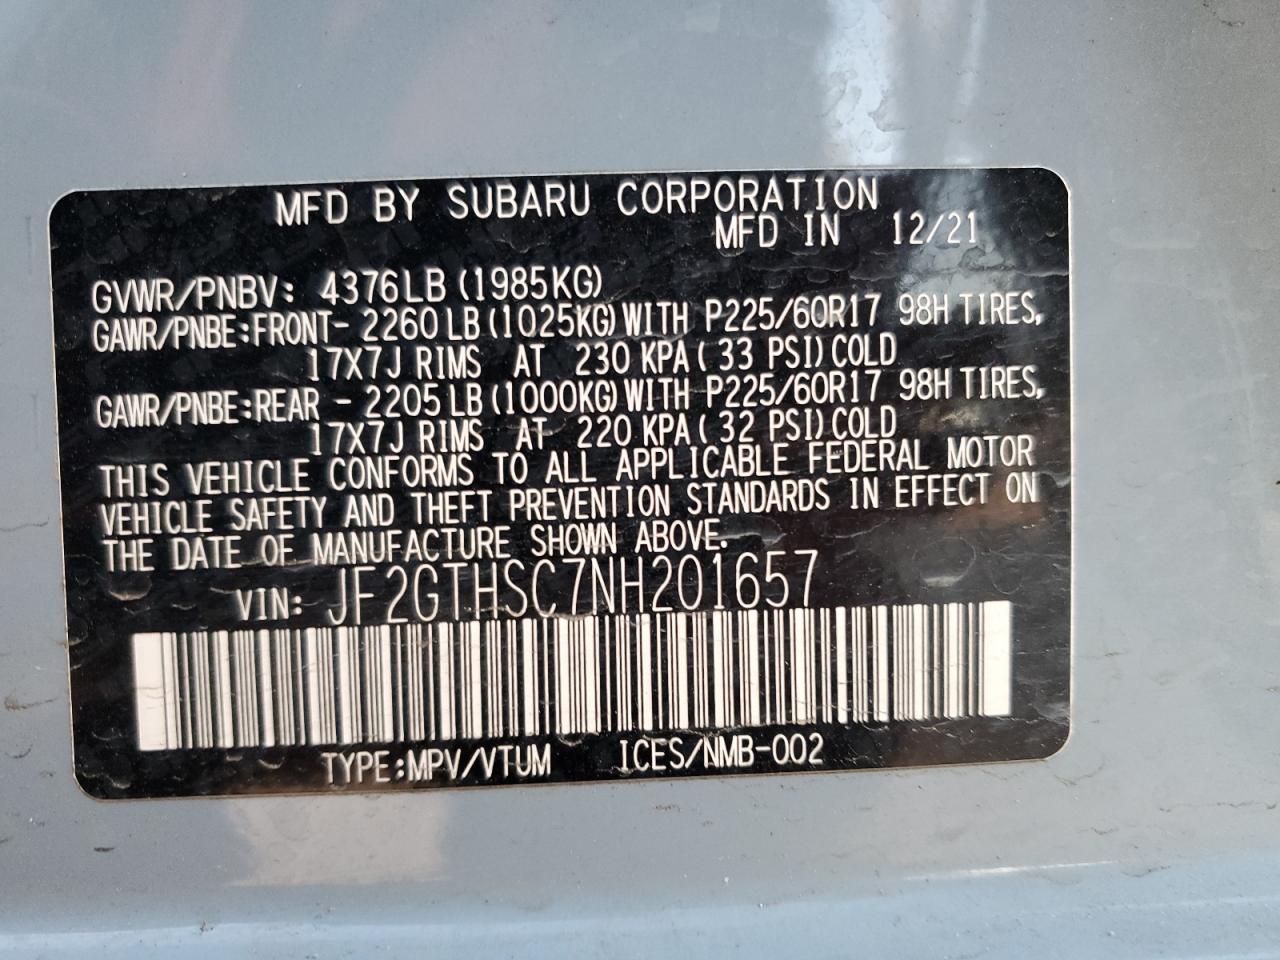 MFD BY SUBARU CORPORATION
MFD IN 12/21
GVWR/PNBV: 4376LB (1985KG)
GAWR/PNBE:FRONT- 2260 LB (1025KG) WITH P225/60R17 98H TIRES,
17X7J RIMS AT 230 KPA ( 33 PSI) COLD
GAWR/PNBE:REAR - 2205 LB (1000KG) WITH P225/60R17 98H TIRES,
17X7J RIMS AT 220 KPA ( 32 PSI) COLD
THIS VEHICLE CONFORMS TO ALL APPLICABLE FEDERAL MOTOR
VEHICLE SAFETY AND THEFT PREVENTION STANDARDS IN EFFECT ON
THE DATE OF MANUFACTURE SHOWN ABOVE.
VIN: JF2GTHSC7NH201657
TYPE:MPV/VTUM ICES/NMB-002